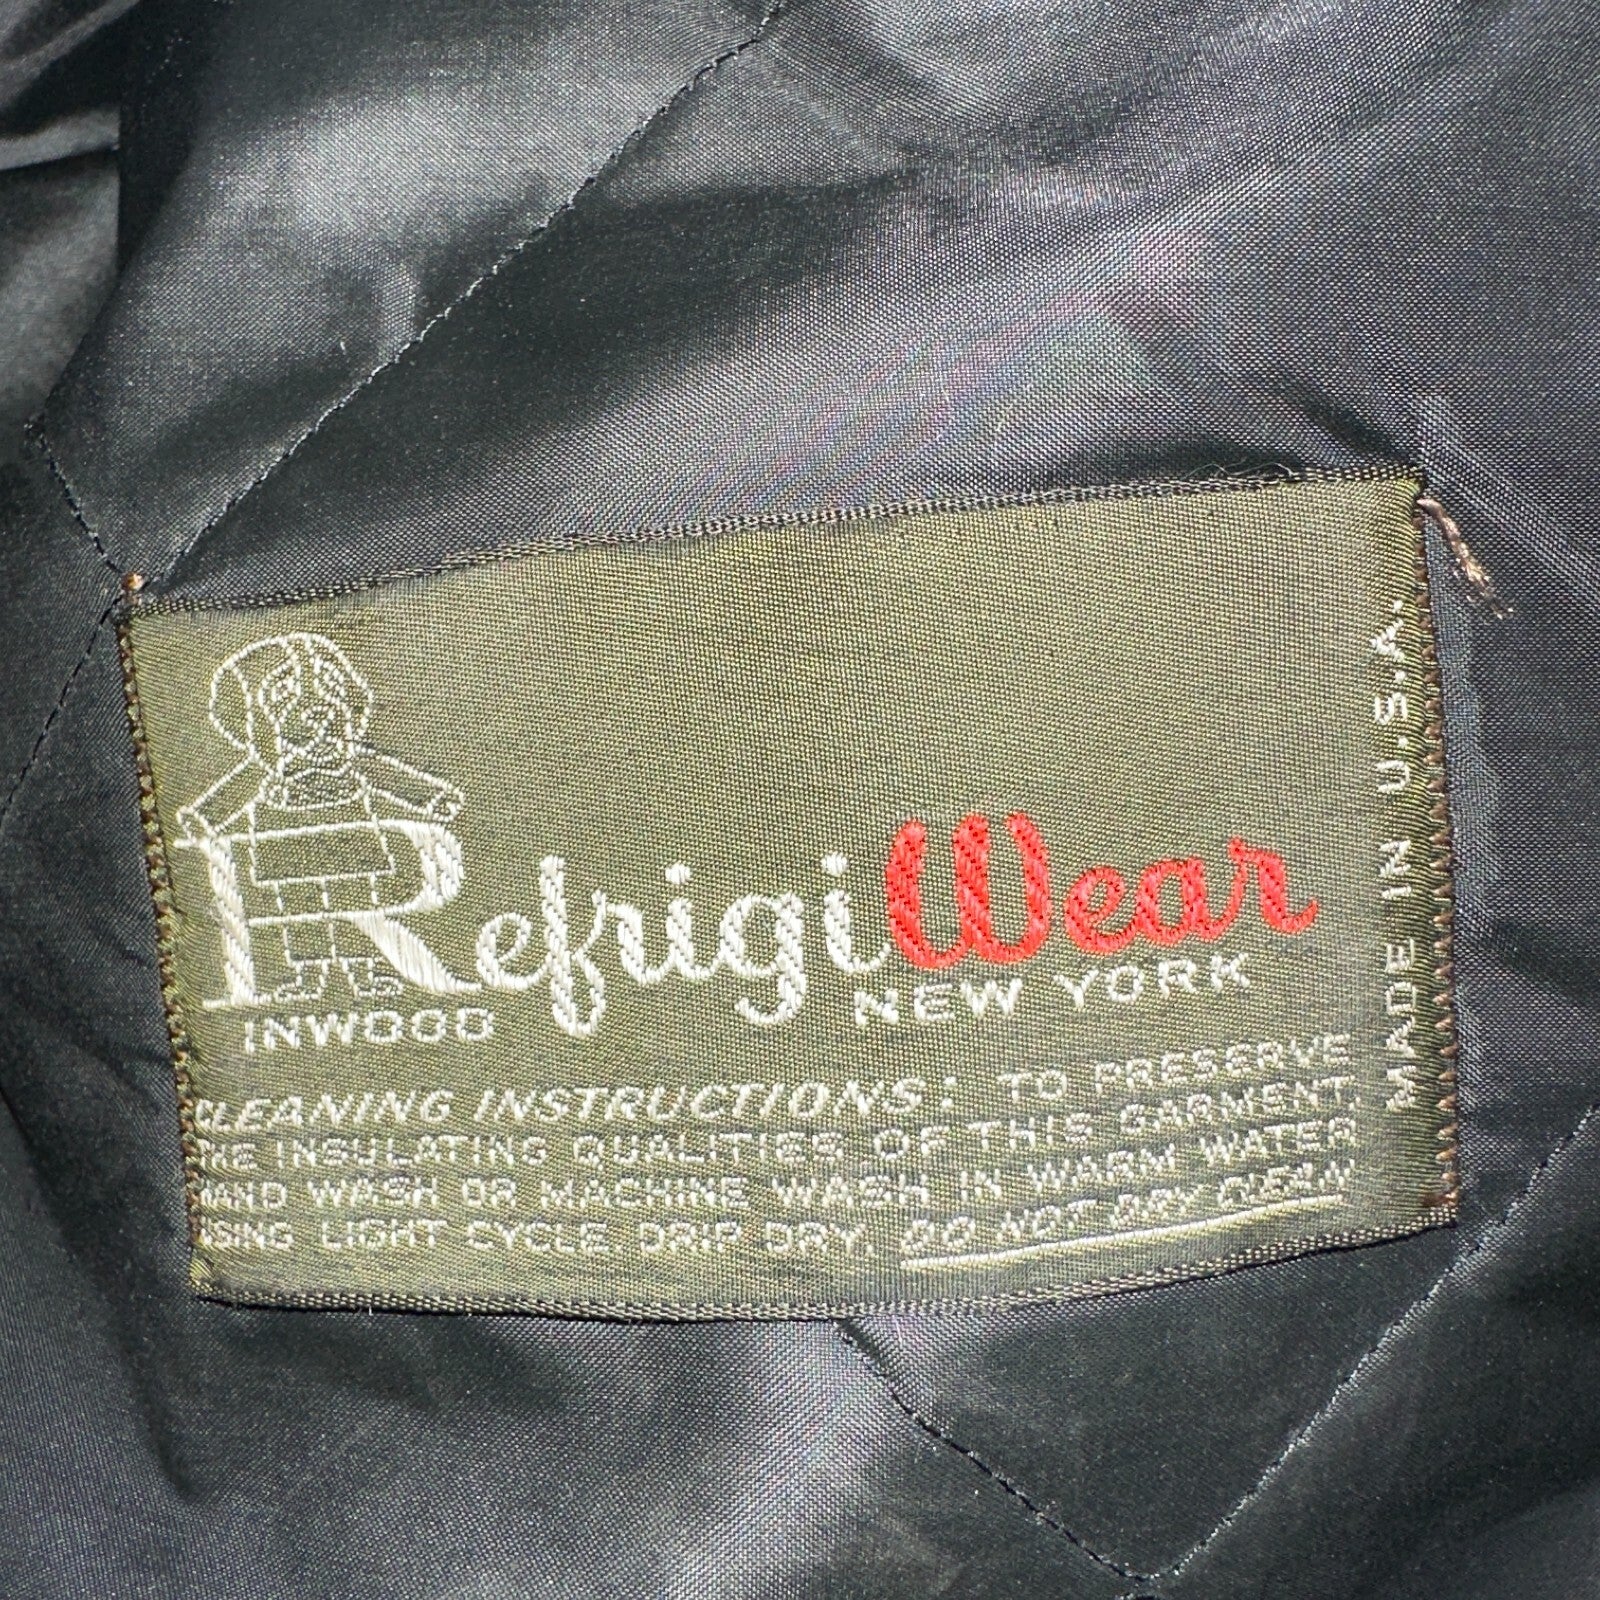 RefrigiWear
INWOOD NEW YORK
CLEANING INSTRUCTIONS: TO PRESERVE
THE INSULATING QUALITIES OF THIS GARMENT,
HAND WASH OR MACHINE WASH IN WARM WATER
USING LIGHT CYCLE. DRIP DRY. DO NOT DRY CLEAN
MADE IN U.S.A.